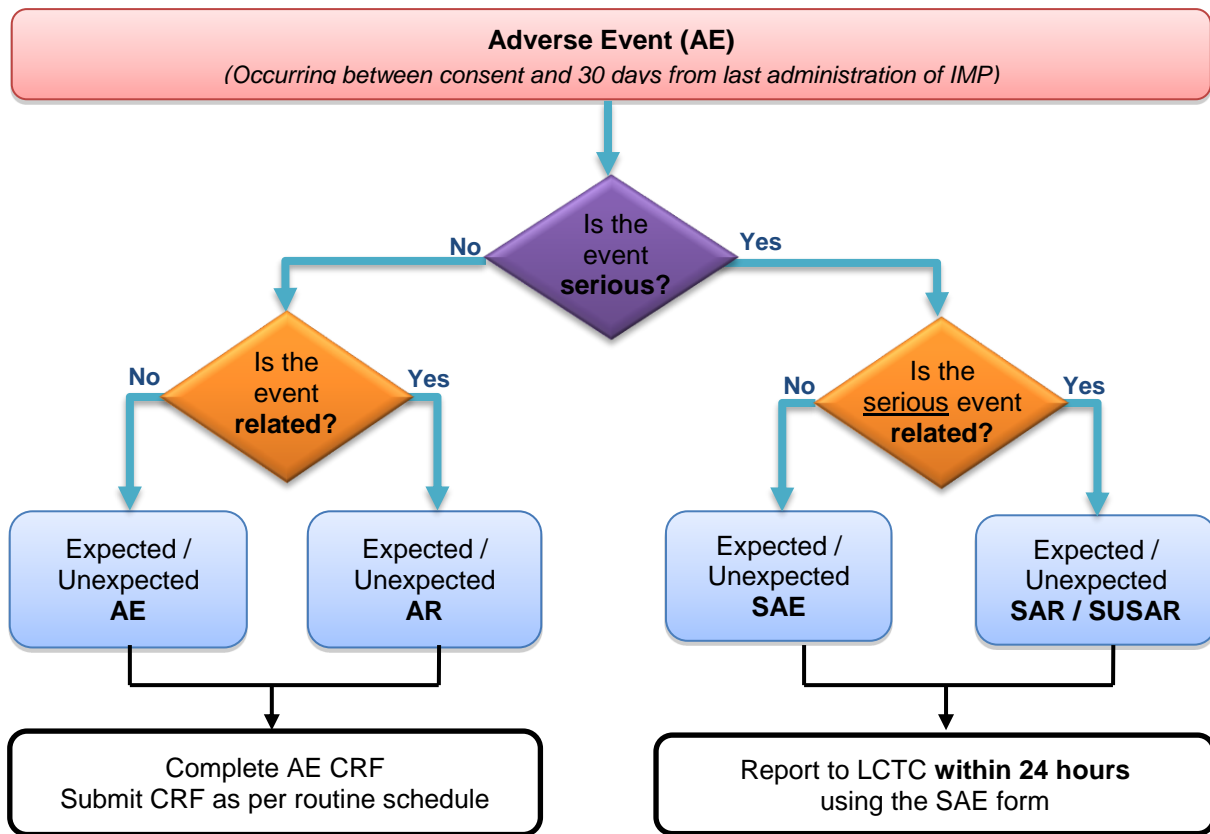 Adverse Event (AE)
(Occurring between consent and 30 days from last administration of IMP)
Is the
event
serious?
No
Yes
Is the
event
related?
No
Yes
Is the
serious event
related?
No
Yes
Expected /
Unexpected
AE
Expected /
Unexpected
AR
Expected /
Unexpected
SAE
Expected /
Unexpected
SAR / SUSAR
Complete AE CRF
Submit CRF as per routine schedule
Report to LCTC within 24 hours
using the SAE form